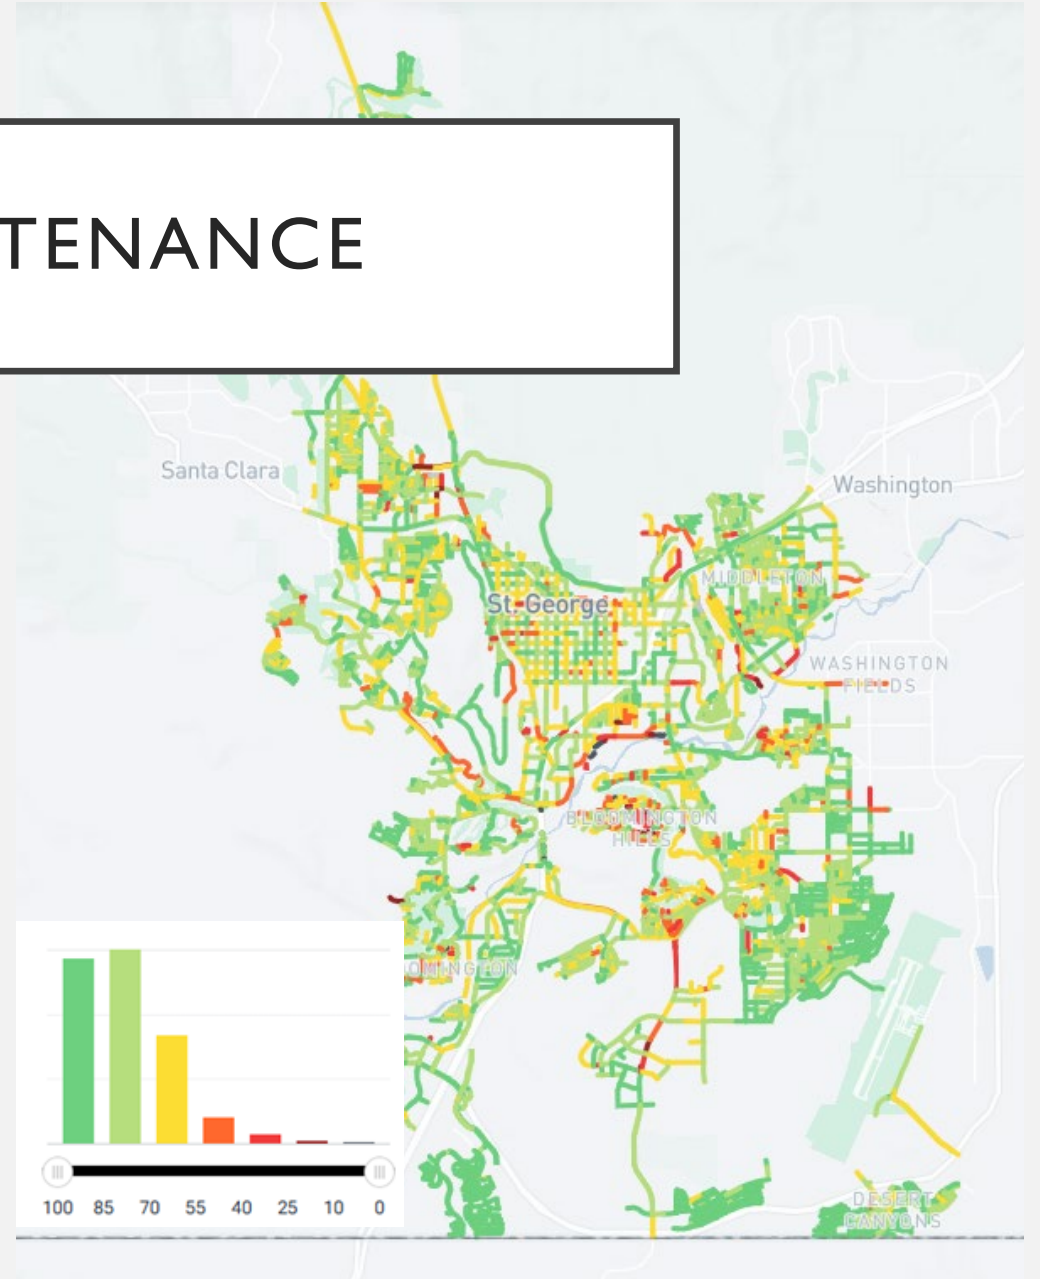 TENANCE
Santa Clara
Washington
MIDDLETON
St. George
WASHINGTON
FIELDS
BLOOMINGTON
HILLS
OMINGTON
100 85 70 55 40 25 10 0
DESERT
CANYONS